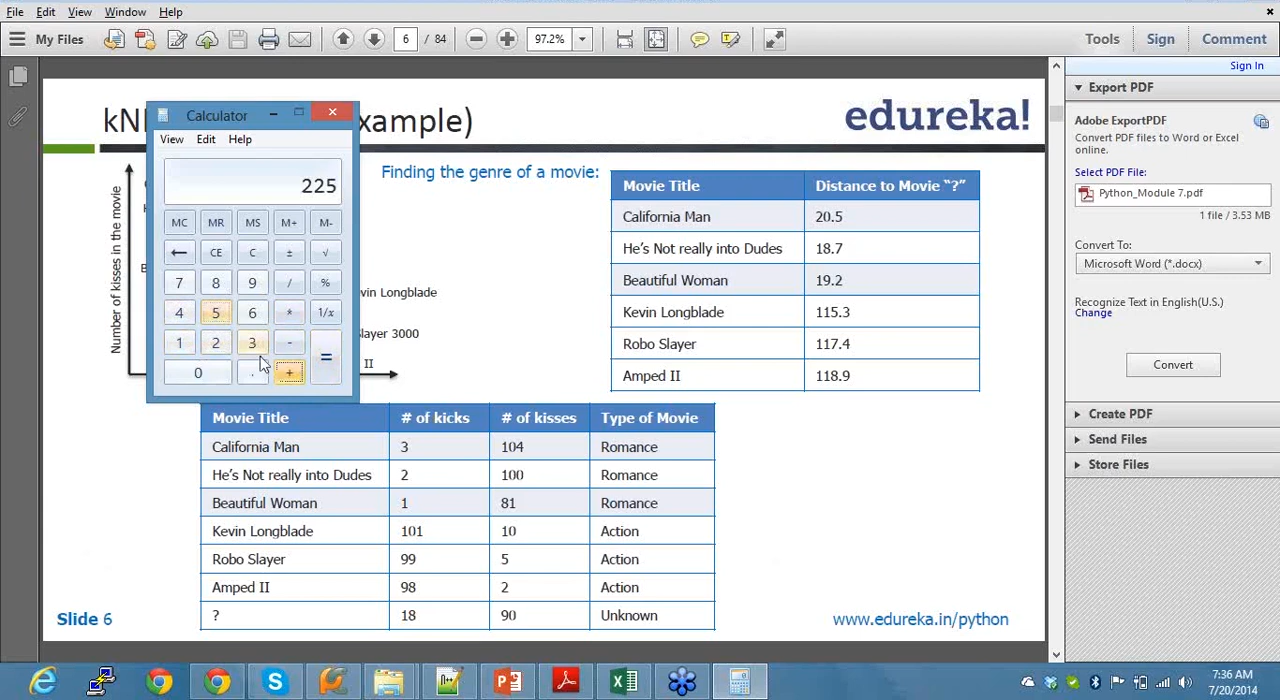 File Edit View Window Help
My Files 6 / 84 97.2% Tools Sign Comment
Sign In
Export PDF
Adobe ExportPDF
Convert PDF files to Word or Excel
online.
Select PDF File:
Python_Module 7.pdf
1 file / 3.53 MB
Convert To:
Microsoft Word (*.docx)
Recognize Text in English(U.S.)
Change
Convert
Create PDF
Send Files
Store Files
kN xample)
edureka!
Calculator
View Edit Help
225
MC MR MS M+ M-
← CE C ± √
7 8 9 / %
4 5 6 * 1/x
1 2 3 - =
0 . +
Number of kisses in the movie
vin Longblade
layer 3000
II
Finding the genre of a movie:
Movie Title Distance to Movie “?”
California Man 20.5
He’s Not really into Dudes 18.7
Beautiful Woman 19.2
Kevin Longblade 115.3
Robo Slayer 117.4
Amped II 118.9
Movie Title # of kicks # of kisses Type of Movie
California Man 3 104 Romance
He’s Not really into Dudes 2 100 Romance
Beautiful Woman 1 81 Romance
Kevin Longblade 101 10 Action
Robo Slayer 99 5 Action
Amped II 98 2 Action
? 18 90 Unknown
Slide 6
www.edureka.in/python
7:36 AM
7/20/2014